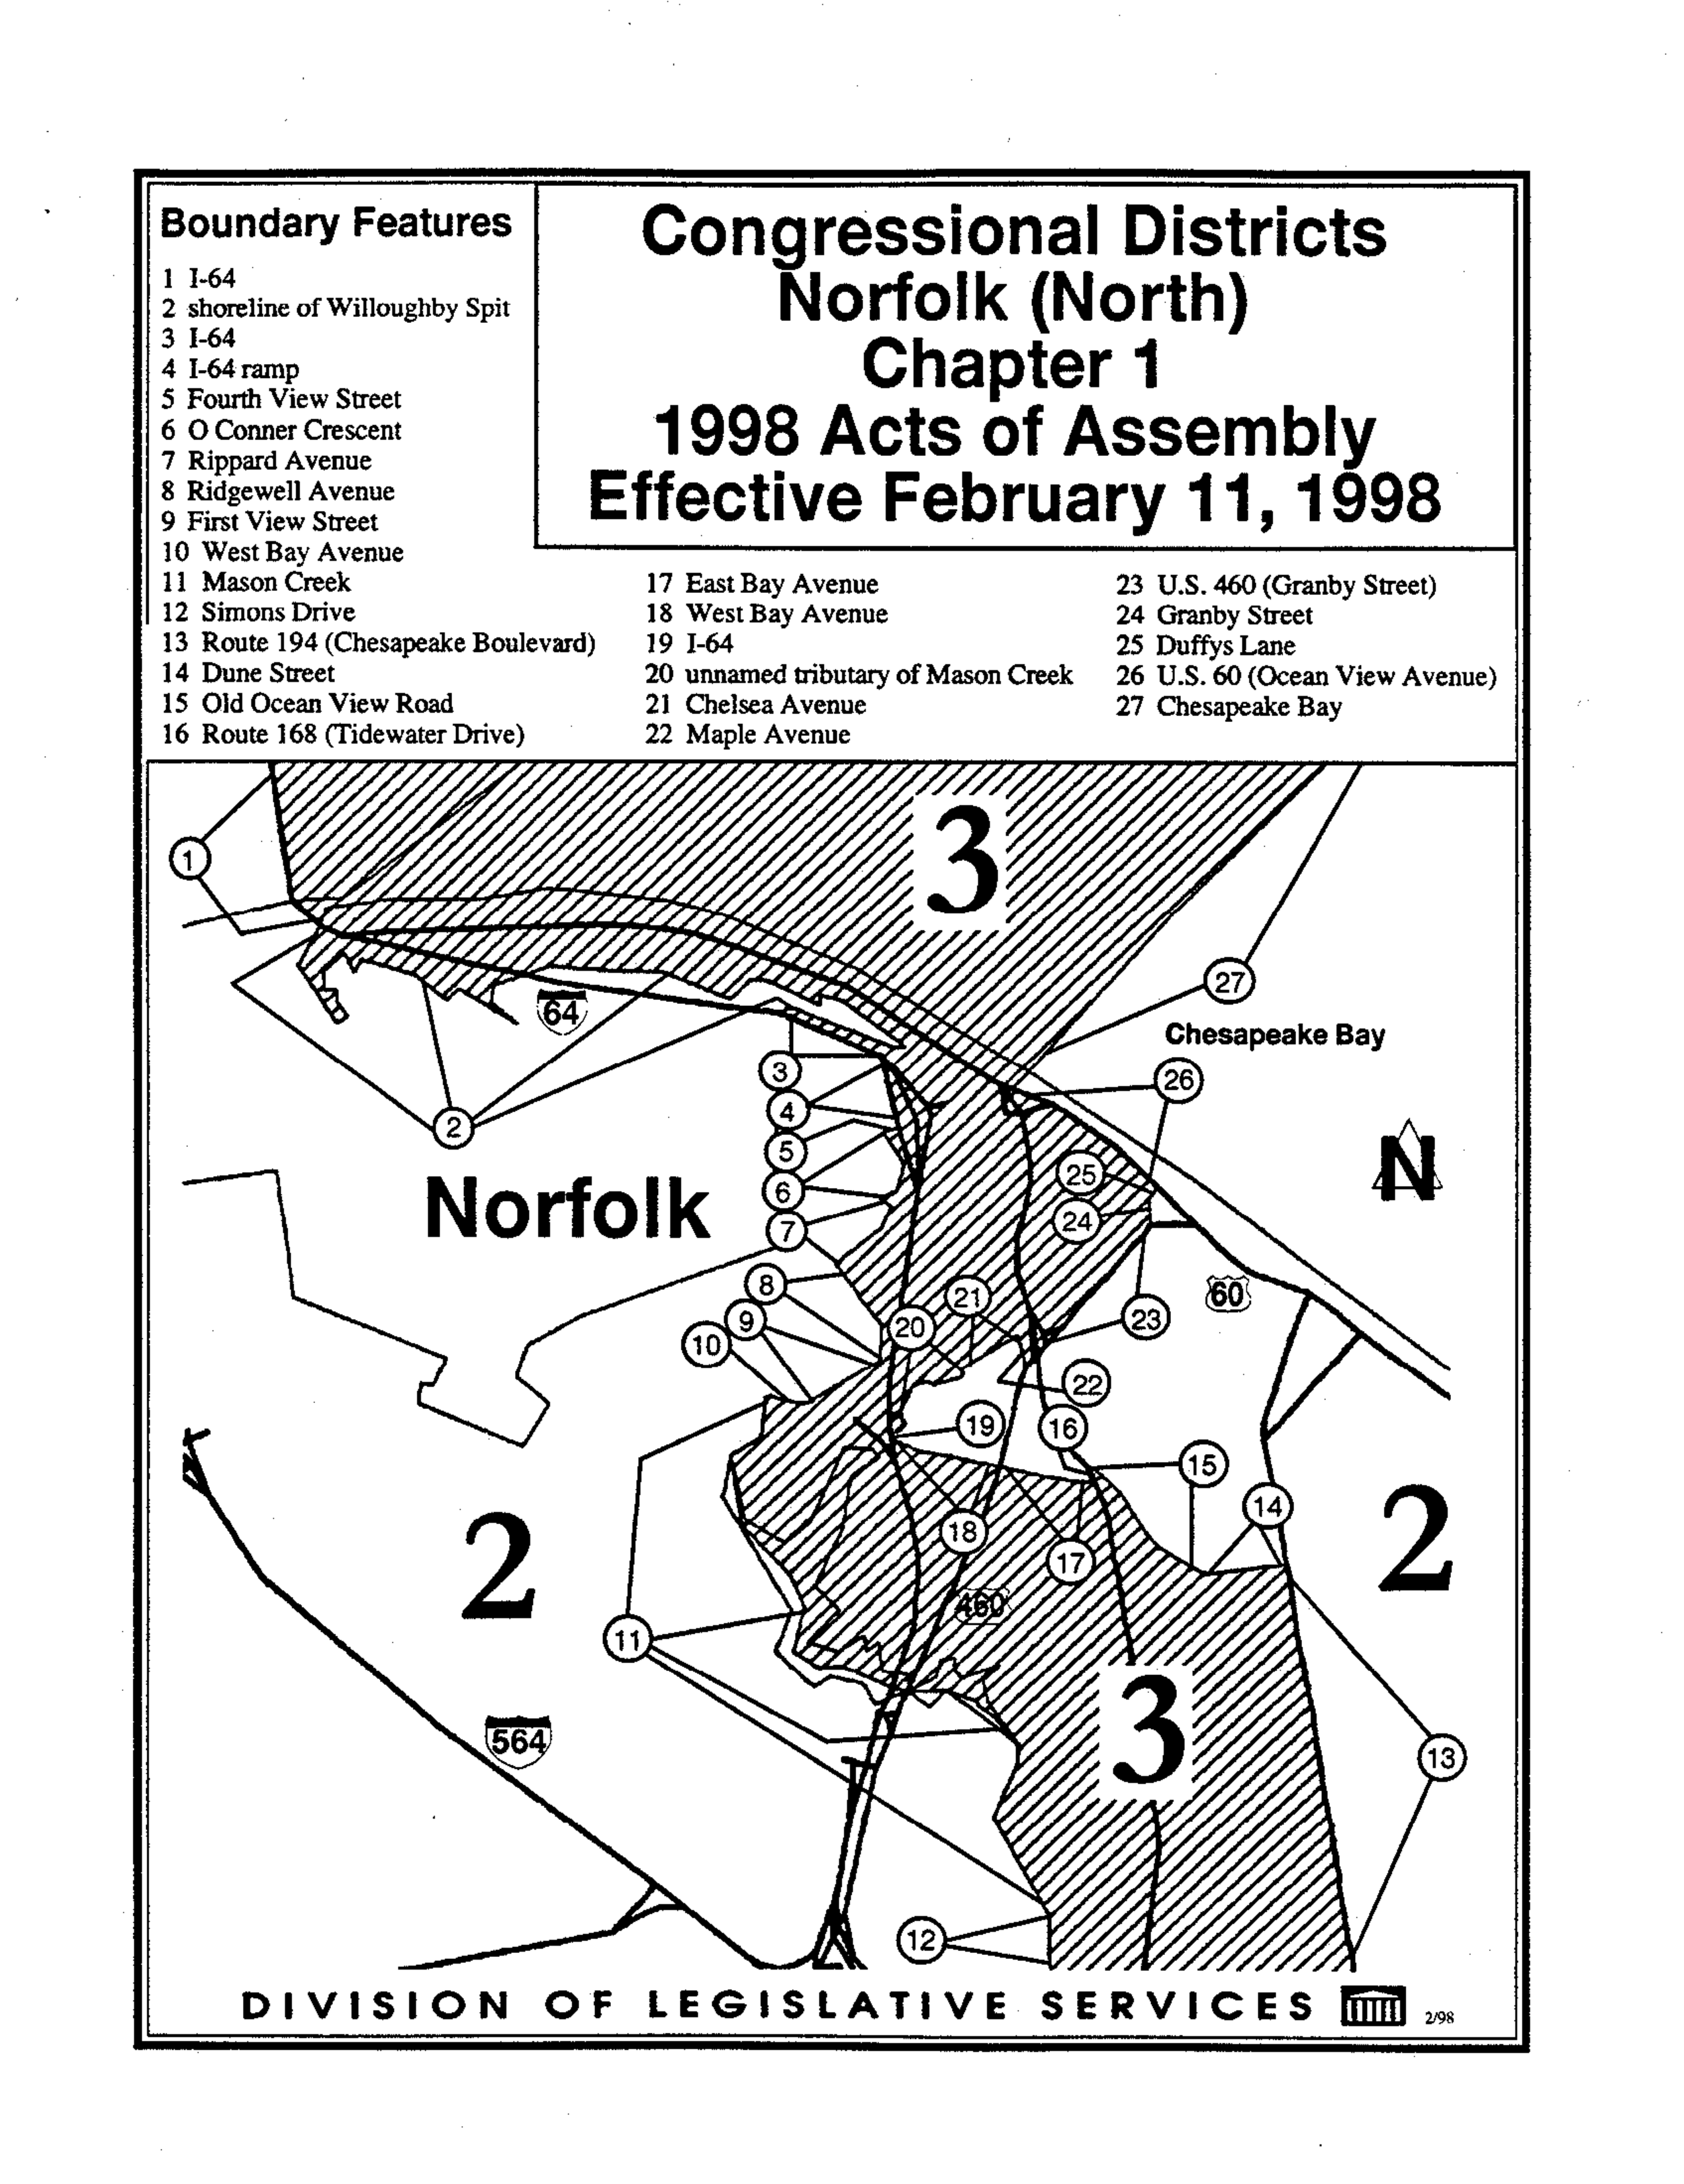 Boundary Features
1 I-64
2 shoreline of Willoughby Spit
3 I-64
4 I-64 ramp
5 Fourth View Street
6 O Conner Crescent
7 Rippard Avenue
8 Ridgewell Avenue
9 First View Street
10 West Bay Avenue
11 Mason Creek
12 Simons Drive
13 Route 194 (Chesapeake Boulevard)
14 Dune Street
15 Old Ocean View Road
16 Route 168 (Tidewater Drive)
Congressional Districts
Norfolk (North)
Chapter 1
1998 Acts of Assembly
Effective February 11, 1998
17 East Bay Avenue
18 West Bay Avenue
19 I-64
20 unnamed tributary of Mason Creek
21 Chelsea Avenue
22 Maple Avenue
23 U.S. 460 (Granby Street)
24 Granby Street
25 Duffys Lane
26 U.S. 60 (Ocean View Avenue)
27 Chesapeake Bay
3
1
27
64
Chesapeake Bay
3
26
4
2
5
25
N
6
Norfolk
24
7
8
21
60
9
23
20
10
22
19
16
15
14
2
2
18
17
460
11
3
564
13
12
DIVISION OF LEGISLATIVE SERVICES
2/98